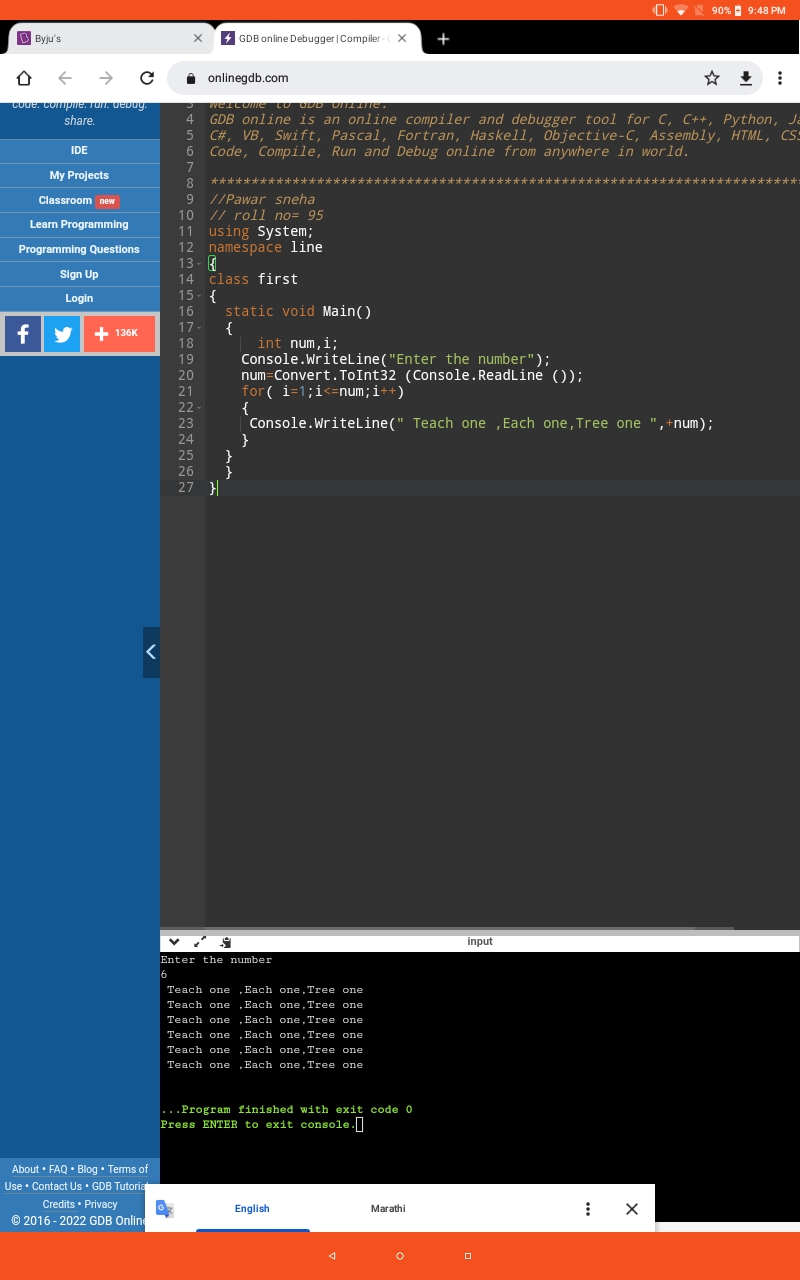 90% 9:48 PM
Byju's
GDB online Debugger | Compiler -
onlinegdb.com
code. compile. run. debug.
share.
IDE
My Projects
Classroom new
Learn Programming
Programming Questions
Sign Up
Login
136K
3 Welcome to GDB Online.
4 GDB online is an online compiler and debugger tool for C, C++, Python, Ja
5 C#, VB, Swift, Pascal, Fortran, Haskell, Objective-C, Assembly, HTML, CSS
6 Code, Compile, Run and Debug online from anywhere in world.
7
8 *************************************************************************
9 //Pawar sneha
10 // roll no= 95
11 using System;
12 namespace line
13 {
14 class first
15 {
16 static void Main()
17 {
18 int num,i;
19 Console.WriteLine("Enter the number");
20 num=Convert.ToInt32 (Console.ReadLine ());
21 for( i=1;i<=num;i++)
22 {
23 Console.WriteLine(" Teach one ,Each one,Tree one ",+num);
24 }
25 }
26 }
27 }
input
Enter the number
6
Teach one ,Each one,Tree one
Teach one ,Each one,Tree one
Teach one ,Each one,Tree one
Teach one ,Each one,Tree one
Teach one ,Each one,Tree one
Teach one ,Each one,Tree one
...Program finished with exit code 0
Press ENTER to exit console.
About • FAQ • Blog • Terms of
Use • Contact Us • GDB Tutorial
Credits • Privacy
© 2016 - 2022 GDB Online
English Marathi